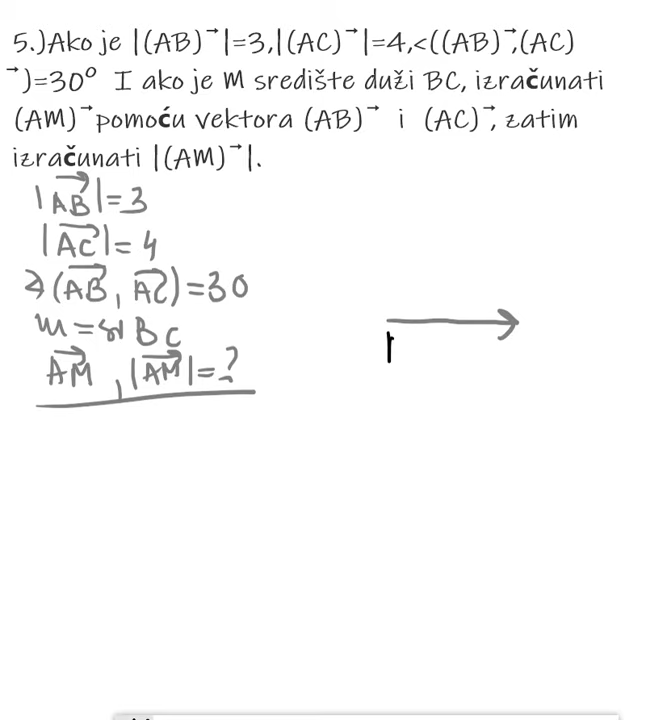 5.)Ako je |(AB)⃗|=3,|(AC)⃗|=4,<((AB)⃗,(AC)
⃗)=30° I ako je M središte duži BC, izračunati
(AM)⃗ pomoću vektora (AB)⃗ i (AC)⃗, zatim
izračunati |(AM)⃗|.
|AB⃗|=3
|AC⃗|=4
∢(AB⃗, AC⃗)=30
m=sr BC
AM⃗, |AM⃗|=?